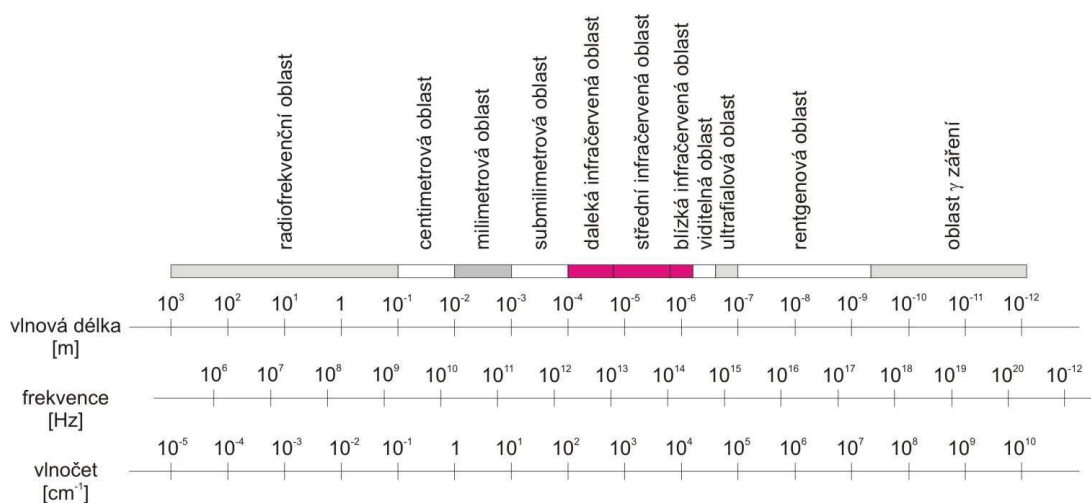 radiofrekvenční oblast
centimetrová oblast
milimetrová oblast
submilimetrová oblast
daleká infračervená oblast
střední infračervená oblast
blízká infračervená oblast
viditelná oblast
ultrafialová oblast
rentgenová oblast
oblast γ záření
10³ 10² 10¹ 1 10⁻¹ 10⁻² 10⁻³ 10⁻⁴ 10⁻⁵ 10⁻⁶ 10⁻⁷ 10⁻⁸ 10⁻⁹ 10⁻¹⁰ 10⁻¹¹ 10⁻¹²
vlnová délka
[m]
10⁶ 10⁷ 10⁸ 10⁹ 10¹⁰ 10¹¹ 10¹² 10¹³ 10¹⁴ 10¹⁵ 10¹⁶ 10¹⁷ 10¹⁸ 10¹⁹ 10²⁰ 10⁻¹²
frekvence
[Hz]
10⁻⁵ 10⁻⁴ 10⁻³ 10⁻² 10⁻¹ 1 10¹ 10² 10³ 10⁴ 10⁵ 10⁶ 10⁷ 10⁸ 10⁹ 10¹⁰
vlnočet
[cm⁻¹]